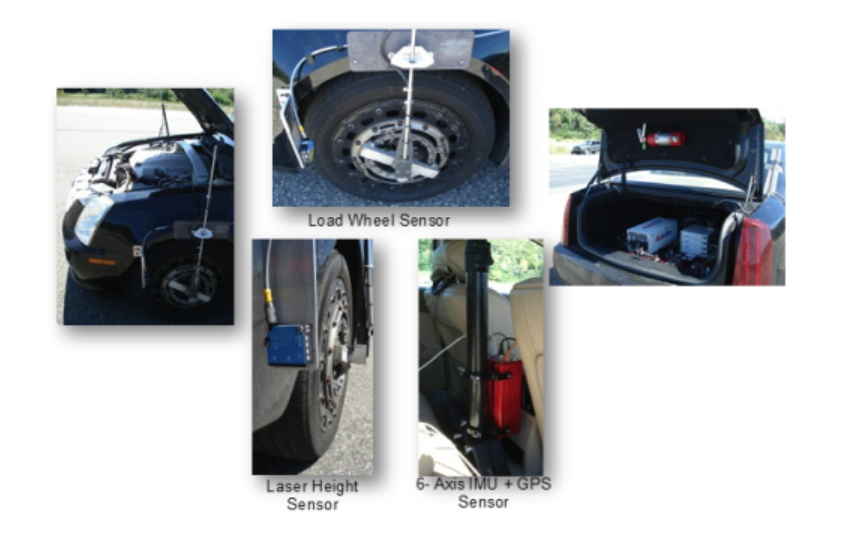 Load Wheel Sensor
Laser Height
Sensor
6- Axis IMU + GPS
Sensor